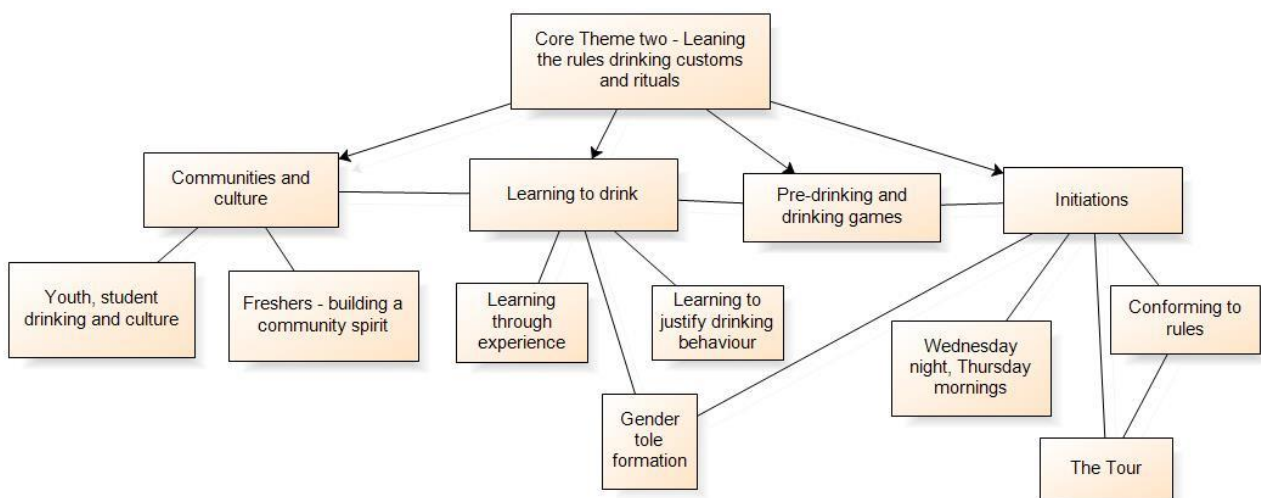 Core Theme two - Leaning
the rules drinking customs
and rituals
Communities and
culture
Learning to drink
Pre-drinking and
drinking games
Initiations
Youth, student
drinking and culture
Freshers - building a
community spirit
Learning
through
experience
Learning to
justify drinking
behaviour
Gender
tole
formation
Wednesday
night, Thursday
mornings
Conforming to
rules
The Tour